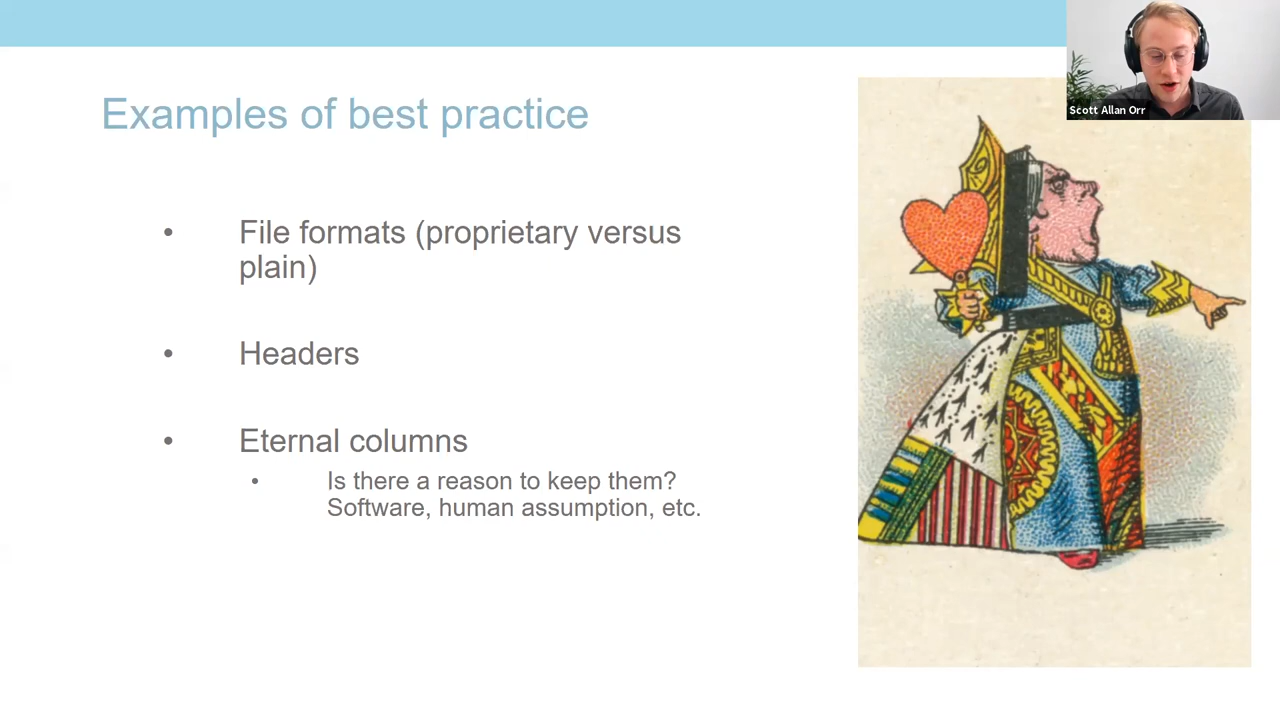 Examples of best practice
• File formats (proprietary versus
plain)
• Headers
• Eternal columns
• Is there a reason to keep them?
Software, human assumption, etc.
Scott Allan Orr